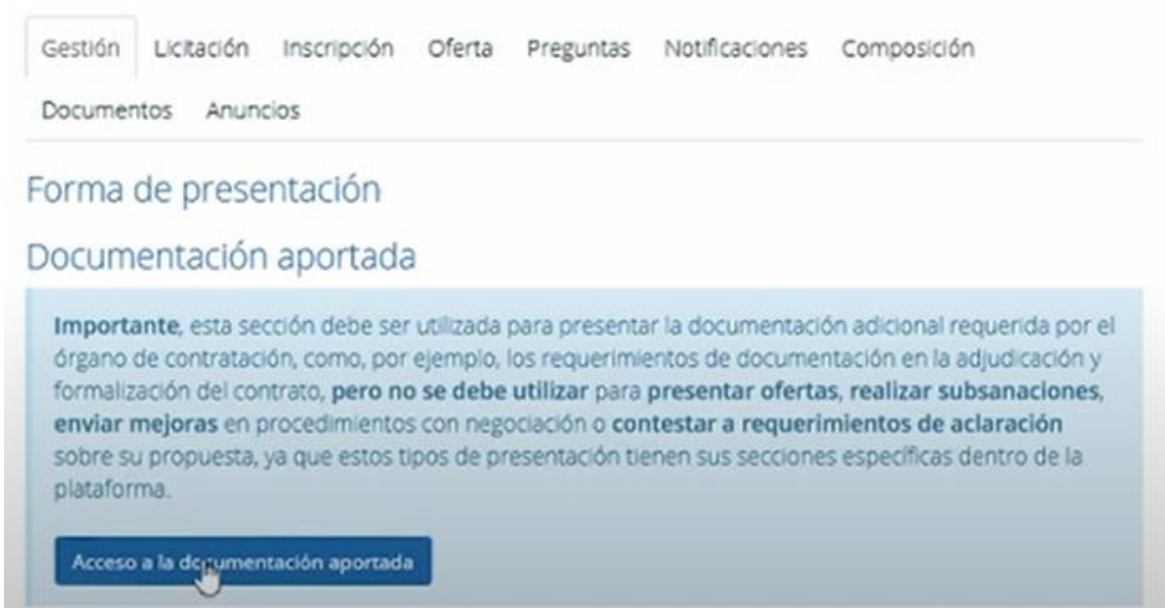 Gestión Licitación Inscripción Oferta Preguntas Notificaciones Composición
Documentos Anuncios
Forma de presentación
Documentación aportada
Importante, esta sección debe ser utilizada para presentar la documentación adicional requerida por el
órgano de contratación, como, por ejemplo, los requerimientos de documentación en la adjudicación y
formalización del contrato, pero no se debe utilizar para presentar ofertas, realizar subsanaciones,
enviar mejoras en procedimientos con negociación o contestar a requerimientos de aclaración
sobre su propuesta, ya que estos tipos de presentación tienen sus secciones específicas dentro de la
plataforma.
Acceso a la documentación aportada